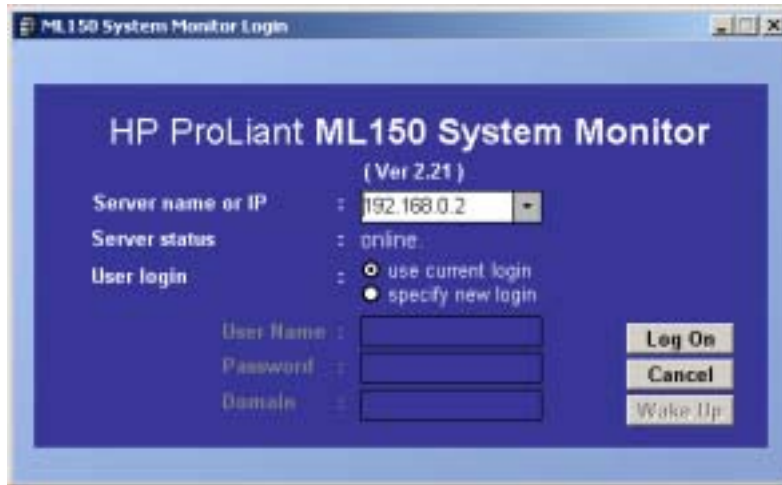 ML150 System Monitor Login
HP ProLiant ML150 System Monitor
( Ver 2.21 )
Server name or IP : 192.168.0.2
Server status : online.
User login : use current login
specify new login
User Name :
Password :
Domain :
Log On
Cancel
Wake Up